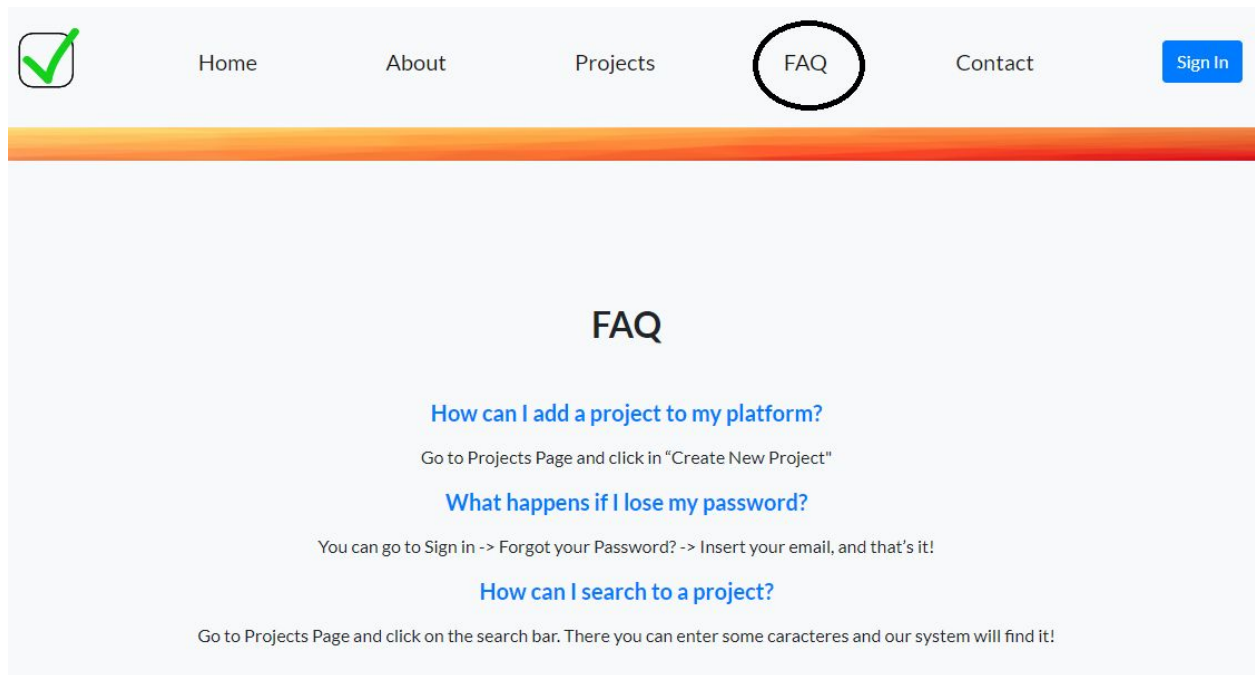 Home About Projects FAQ Contact Sign In
FAQ
How can I add a project to my platform?
Go to Projects Page and click in “Create New Project"
What happens if I lose my password?
You can go to Sign in -> Forgot your Password? -> Insert your email, and that’s it!
How can I search to a project?
Go to Projects Page and click on the search bar. There you can enter some caracteres and our system will find it!